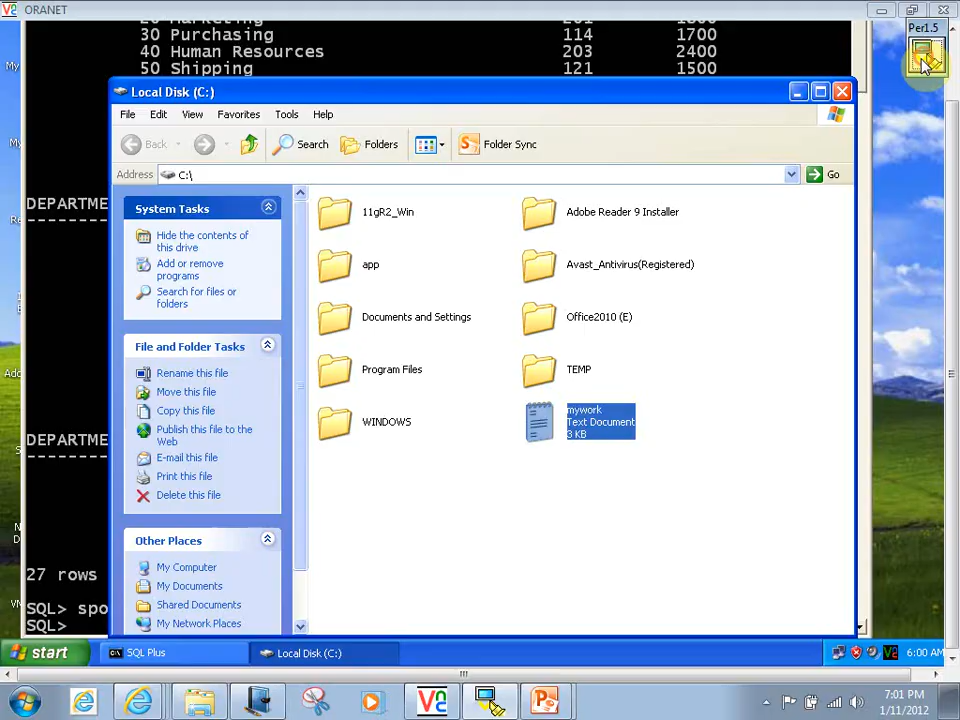 ORANET
20 Marketing 201 1800
30 Purchasing 114 1700
40 Human Resources 203 2400
50 Shipping 121 1500
Per1.5
Local Disk (C:)
File Edit View Favorites Tools Help
Back Search Folders Folder Sync
Address C:\ Go
System Tasks
Hide the contents of
this drive
Add or remove
programs
Search for files or
folders
File and Folder Tasks
Rename this file
Move this file
Copy this file
Publish this file to the
Web
E-mail this file
Print this file
Delete this file
Other Places
My Computer
My Documents
Shared Documents
My Network Places
11gR2_Win
Adobe Reader 9 Installer
app
Avast_Antivirus(Registered)
Documents and Settings
Office2010 (E)
Program Files
TEMP
WINDOWS
mywork
Text Document
3 KB
DEPARTME
--------
DEPARTME
--------
27 rows
SQL> spo
SQL>
start SQL Plus Local Disk (C:) 6:00 AM
7:01 PM
1/11/2012